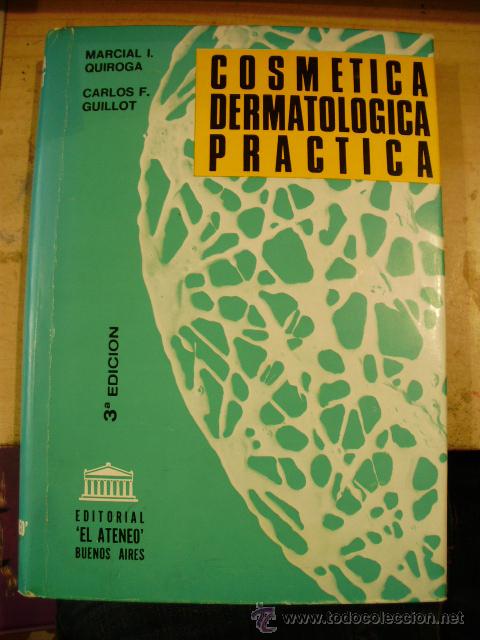 MARCIAL I.
QUIROGA
CARLOS F.
GUILLOT
COSMETICA
DERMATOLOGICA
PRACTICA
3ª EDICION
EDITORIAL
'EL ATENEO'
BUENOS AIRES
www.todocoleccion.net